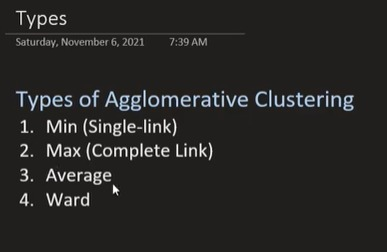 Types
Saturday, November 6, 2021 7:39 AM
Types of Agglomerative Clustering
1. Min (Single-link)
2. Max (Complete Link)
3. Average
4. Ward